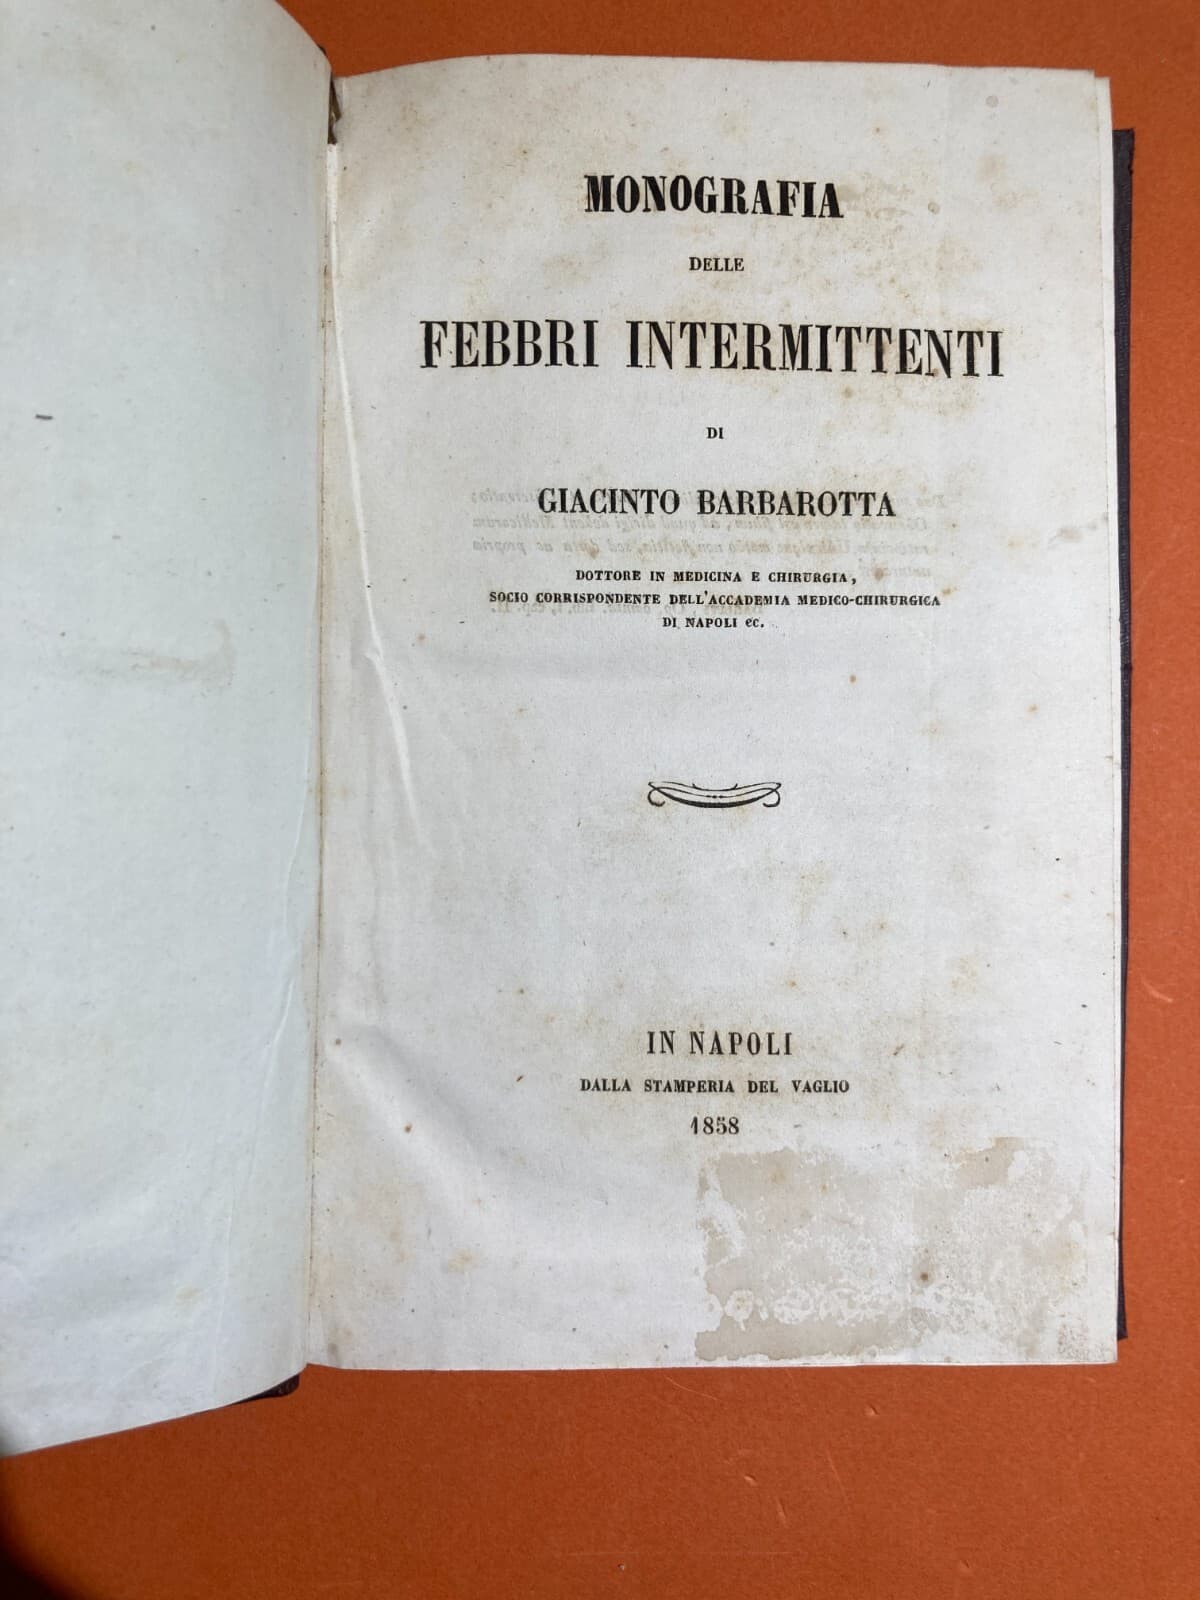 MONOGRAFIA
DELLE
FEBBRI INTERMITTENTI
DI
GIACINTO BARBAROTTA
DOTTORE IN MEDICINA E CHIRURGIA,
SOCIO CORRISPONDENTE DELL'ACCADEMIA MEDICO-CHIRURGICA
DI NAPOLI ec.
IN NAPOLI
DALLA STAMPERIA DEL VAGLIO
1858